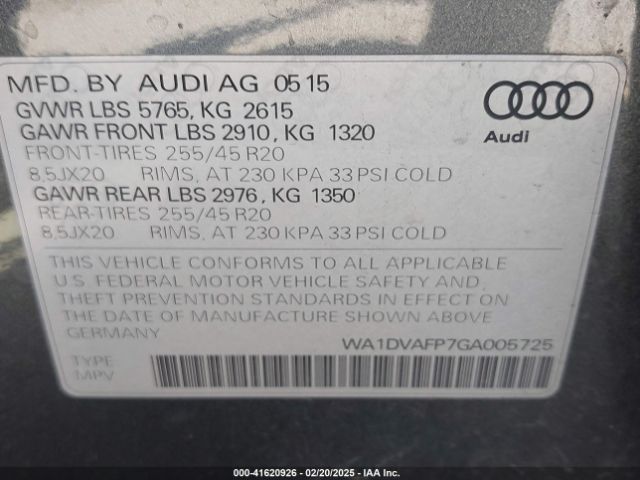 MFD. BY AUDI AG 05 15
GVWR LBS 5765, KG 2615
GAWR FRONT LBS 2910, KG 1320
FRONT-TIRES 255/45 R20
8,5JX20 RIMS, AT 230 KPA 33 PSI COLD
GAWR REAR LBS 2976, KG 1350
REAR-TIRES 255/45 R20
8,5JX20 RIMS, AT 230 KPA 33 PSI COLD
Audi
THIS VEHICLE CONFORMS TO ALL APPLICABLE
U.S. FEDERAL MOTOR VEHICLE SAFETY AND,
THEFT PREVENTION STANDARDS IN EFFECT ON
THE DATE OF MANUFACTURE SHOWN ABOVE
GERMANY
WA1DVAFP7GA005725
TYPE
MPV
000-41620926 - 02/20/2025 - IAA Inc.